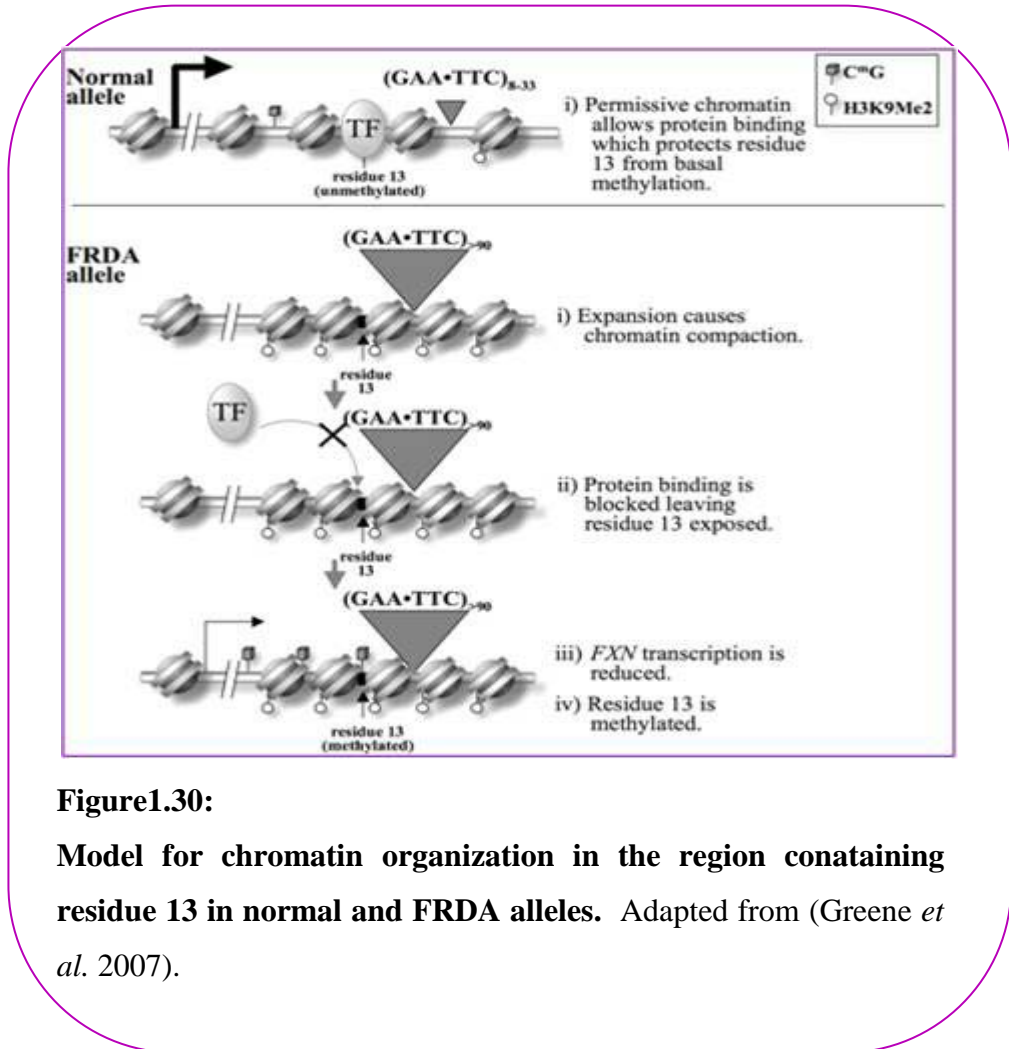 Normal
allele
(GAA•TTC)8-33
CᵐG
H3K9Me2
TF
residue 13
(unmethylated)
i) Permissive chromatin
allows protein binding
which protects residue
13 from basal
methylation.
FRDA
allele
(GAA•TTC)>90
residue
13
i) Expansion causes
chromatin compaction.
TF
(GAA•TTC)>90
residue
13
ii) Protein binding is
blocked leaving
residue 13 exposed.
(GAA•TTC)>90
residue 13
(methylated)
iii) FXN transcription is
reduced.
iv) Residue 13 is
methylated.
Figure1.30:
Model for chromatin organization in the region conataining
residue 13 in normal and FRDA alleles. Adapted from (Greene et
al. 2007).